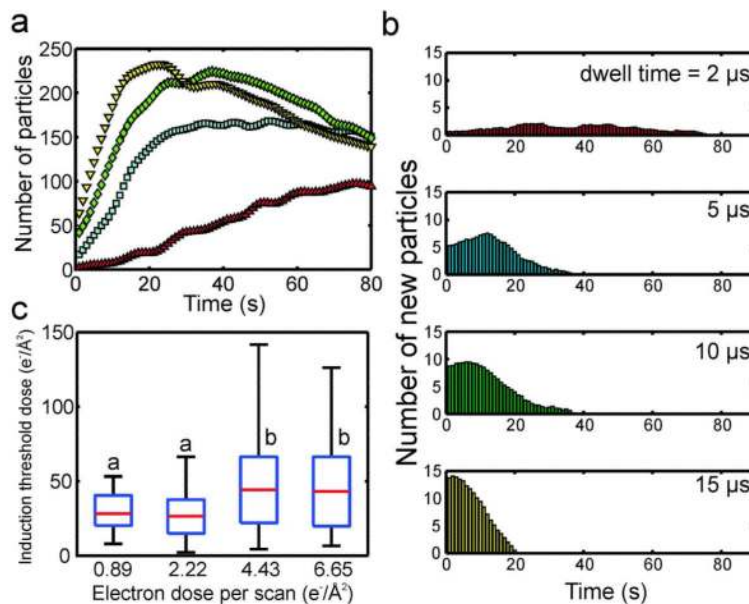 a
Number of particles
250
200
150
100
50
0
0 20 40 60 80
Time (s)
b
dwell time = 2 µs
15
10
5
0
0 20 40 60 80
5 µs
15
10
5
0
0 20 40 60 80
10 µs
15
10
5
0
0 20 40 60 80
15 µs
15
10
5
0
0 20 40 60 80
Number of new particles
Time (s)
c
Induction threshold dose (e⁻/Å²)
150
100
50
0
a a b b
0.89 2.22 4.43 6.65
Electron dose per scan (e⁻/Å²)